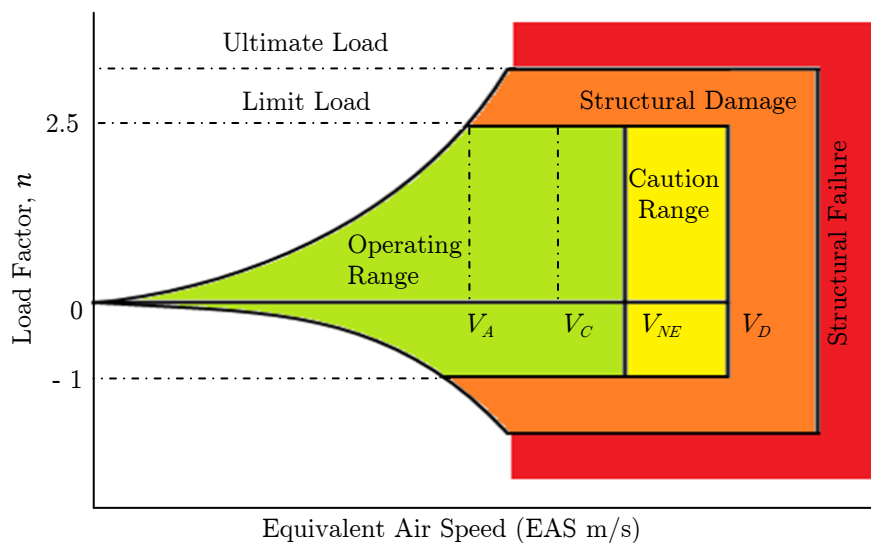 Ultimate Load
Limit Load
Structural Damage
2.5
Caution
Range
Operating
Range
Load Factor, n
Structural Failure
0
V_A
V_C
V_NE
V_D
- 1
Equivalent Air Speed (EAS m/s)